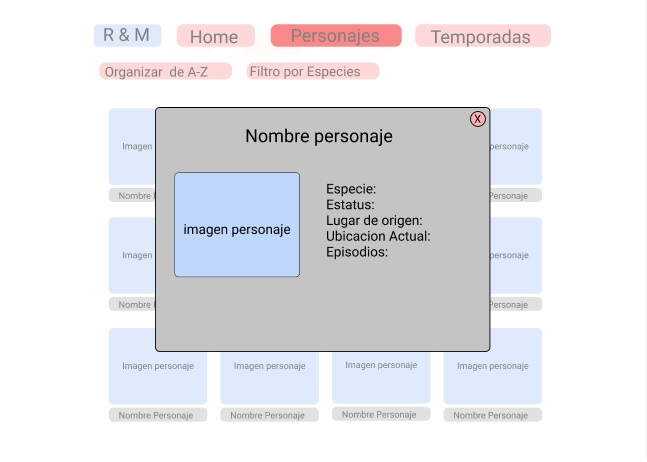 R & M
Home
Personajes
Temporadas
Organizar de A-Z
Filtro por Especies
X
Nombre personaje
imagen personaje
Especie:
Estatus:
Lugar de origen:
Ubicacion Actual:
Episodios:
Imagen
personaje
Nombre
Personaje
Imagen
personaje
Nombre
Personaje
Imagen personaje
Imagen personaje
Imagen personaje
Imagen personaje
Nombre Personaje
Nombre Personaje
Nombre Personaje
Nombre Personaje